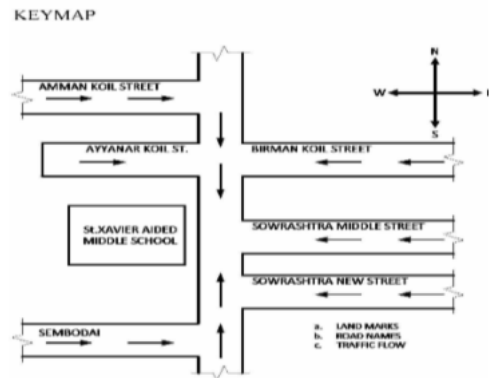 KEYMAP
AMMAN KOIL STREET
N
W
E
S
AYYANAR KOIL ST.
BIRMAN KOIL STREET
St.XAVIER AIDED
MIDDLE SCHOOL
SOWRASHTRA MIDDLE STREET
SOWRASHTRA NEW STREET
SEMBODAI
a. LAND MARKS
b. ROAD NAMES
c. TRAFFIC FLOW